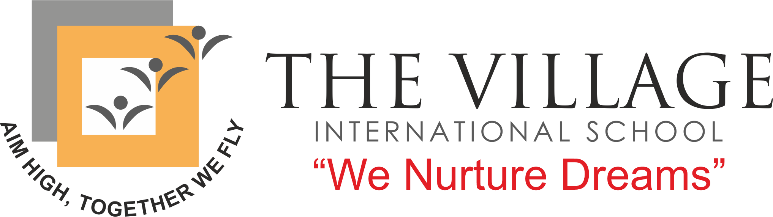 AIM HIGH, TOGETHER WE FLY
THE VILLAGE
INTERNATIONAL SCHOOL
“We Nurture Dreams”